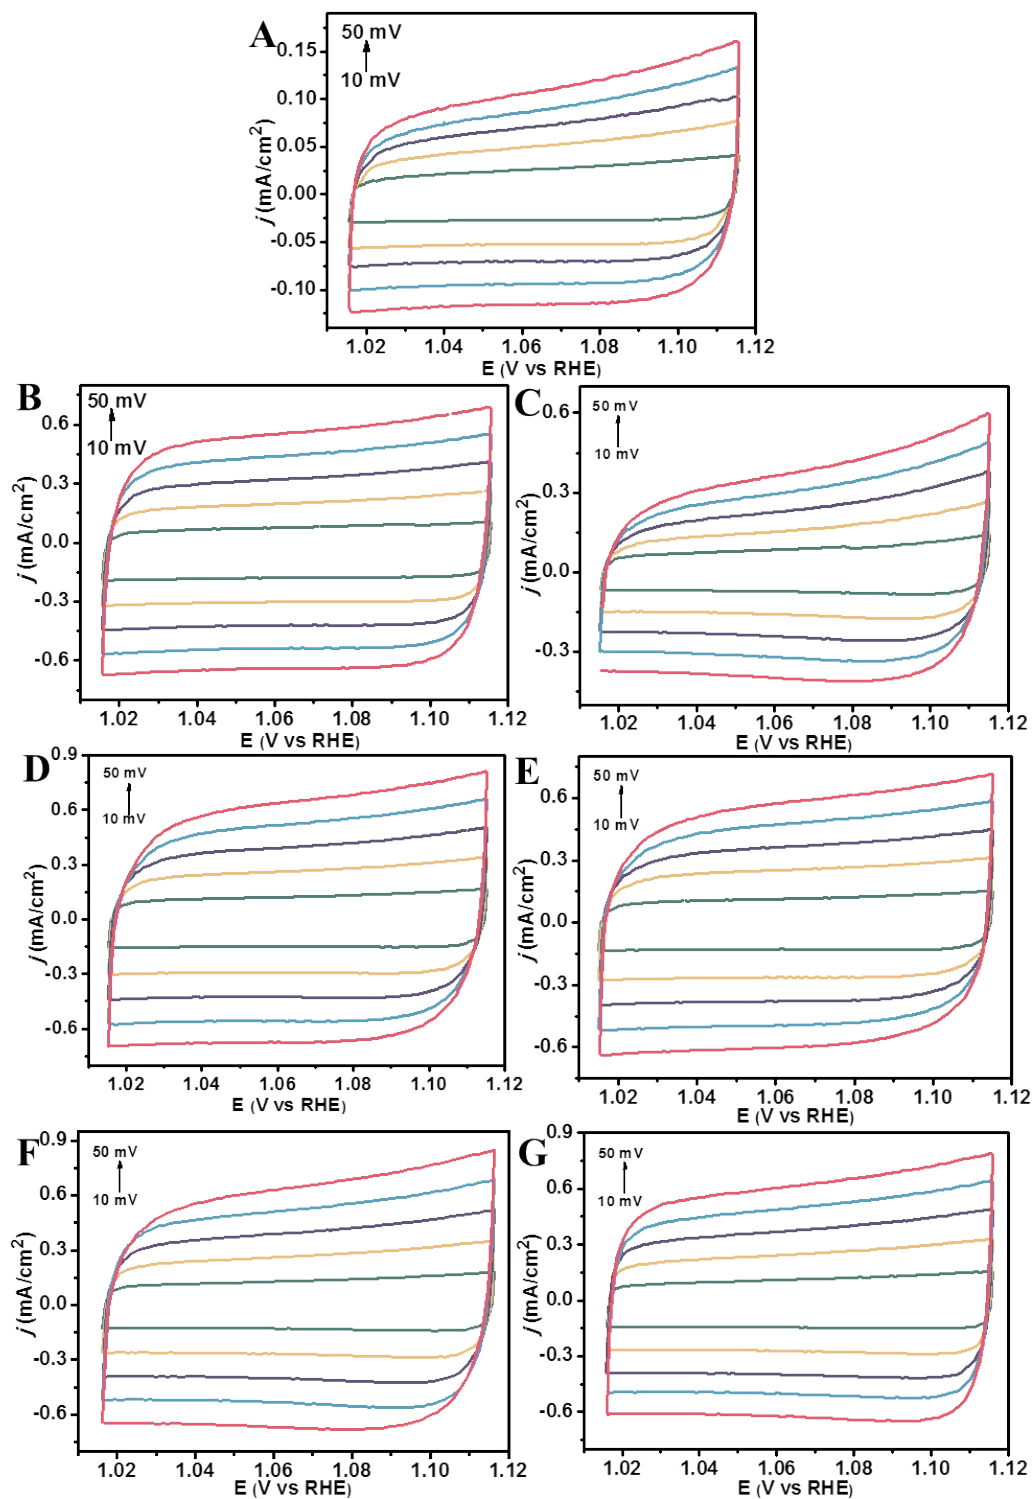 A
50 mV
10 mV
0.15
0.10
0.05
0.00
-0.05
-0.10
j (mA/cm²)
1.02 1.04 1.06 1.08 1.10 1.12
E (V vs RHE)
B
50 mV
10 mV
0.6
0.3
0.0
-0.3
-0.6
j (mA/cm²)
1.02 1.04 1.06 1.08 1.10 1.12
E (V vs RHE)
C
50 mV
10 mV
0.6
0.3
0.0
-0.3
j (mA/cm²)
1.02 1.04 1.06 1.08 1.10 1.12
E (V vs RHE)
D
50 mV
10 mV
0.9
0.6
0.3
0.0
-0.3
-0.6
j (mA/cm²)
1.02 1.04 1.06 1.08 1.10 1.12
E (V vs RHE)
E
50 mV
10 mV
0.6
0.3
0.0
-0.3
-0.6
j (mA/cm²)
1.02 1.04 1.06 1.08 1.10 1.12
E (V vs RHE)
F
50 mV
10 mV
0.9
0.6
0.3
0.0
-0.3
-0.6
j (mA/cm²)
1.02 1.04 1.06 1.08 1.10 1.12
E (V vs RHE)
G
50 mV
10 mV
0.9
0.6
0.3
0.0
-0.3
-0.6
j (mA/cm²)
1.02 1.04 1.06 1.08 1.10 1.12
E (V vs RHE)